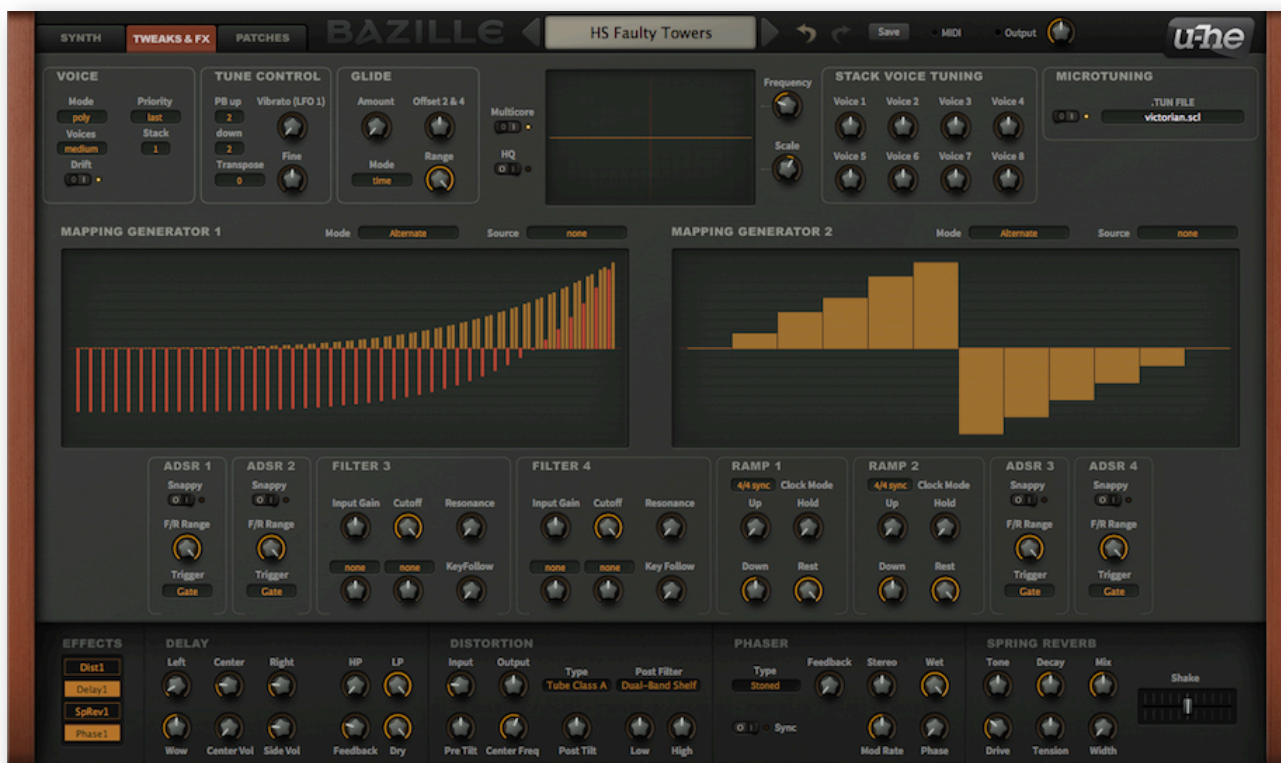 SYNTH TWEAKS & FX PATCHES BAZILLE HS Faulty Towers Save MIDI Output u-he
VOICE TUNE CONTROL GLIDE STACK VOICE TUNING MICROTUNING
Frequency
Mode Priority PB up Vibrato (LFO 1) Amount Offset 2 & 4 Voice 1 Voice 2 Voice 3 Voice 4 .TUN FILE
poly last 2 Multicore victorian.scl
Voices Stack down
medium 1 2 Scale
Drift Transpose Fine Mode Range HQ Voice 5 Voice 6 Voice 7 Voice 8
0 time
MAPPING GENERATOR 1 Mode Alternate Source none MAPPING GENERATOR 2 Mode Alternate Source none
ADSR 1 ADSR 2 FILTER 3 FILTER 4 RAMP 1 RAMP 2 ADSR 3 ADSR 4
Snappy Snappy 4/4 sync Clock Mode 4/4 sync Clock Mode Snappy Snappy
Input Gain Cutoff Resonance Input Gain Cutoff Resonance Up Hold Up Hold
F/R Range F/R Range F/R Range F/R Range
none none KeyFollow none none Key Follow Down Rest Down Rest
Trigger Trigger Trigger Trigger
Gate Gate Gate Gate
EFFECTS DELAY DISTORTION PHASER SPRING REVERB
Dist1 Left Center Right HP LP Input Output Type Post Filter Type Feedback Stereo Wet Tone Decay Mix Shake
Delay1 Tube Class A Dual-Band Shelf Stoned
SpRev1
Phase1 Sync
Wow Center Vol Side Vol Feedback Dry Pre Tilt Center Freq Post Tilt Low High Mod Rate Phase Drive Tension Width